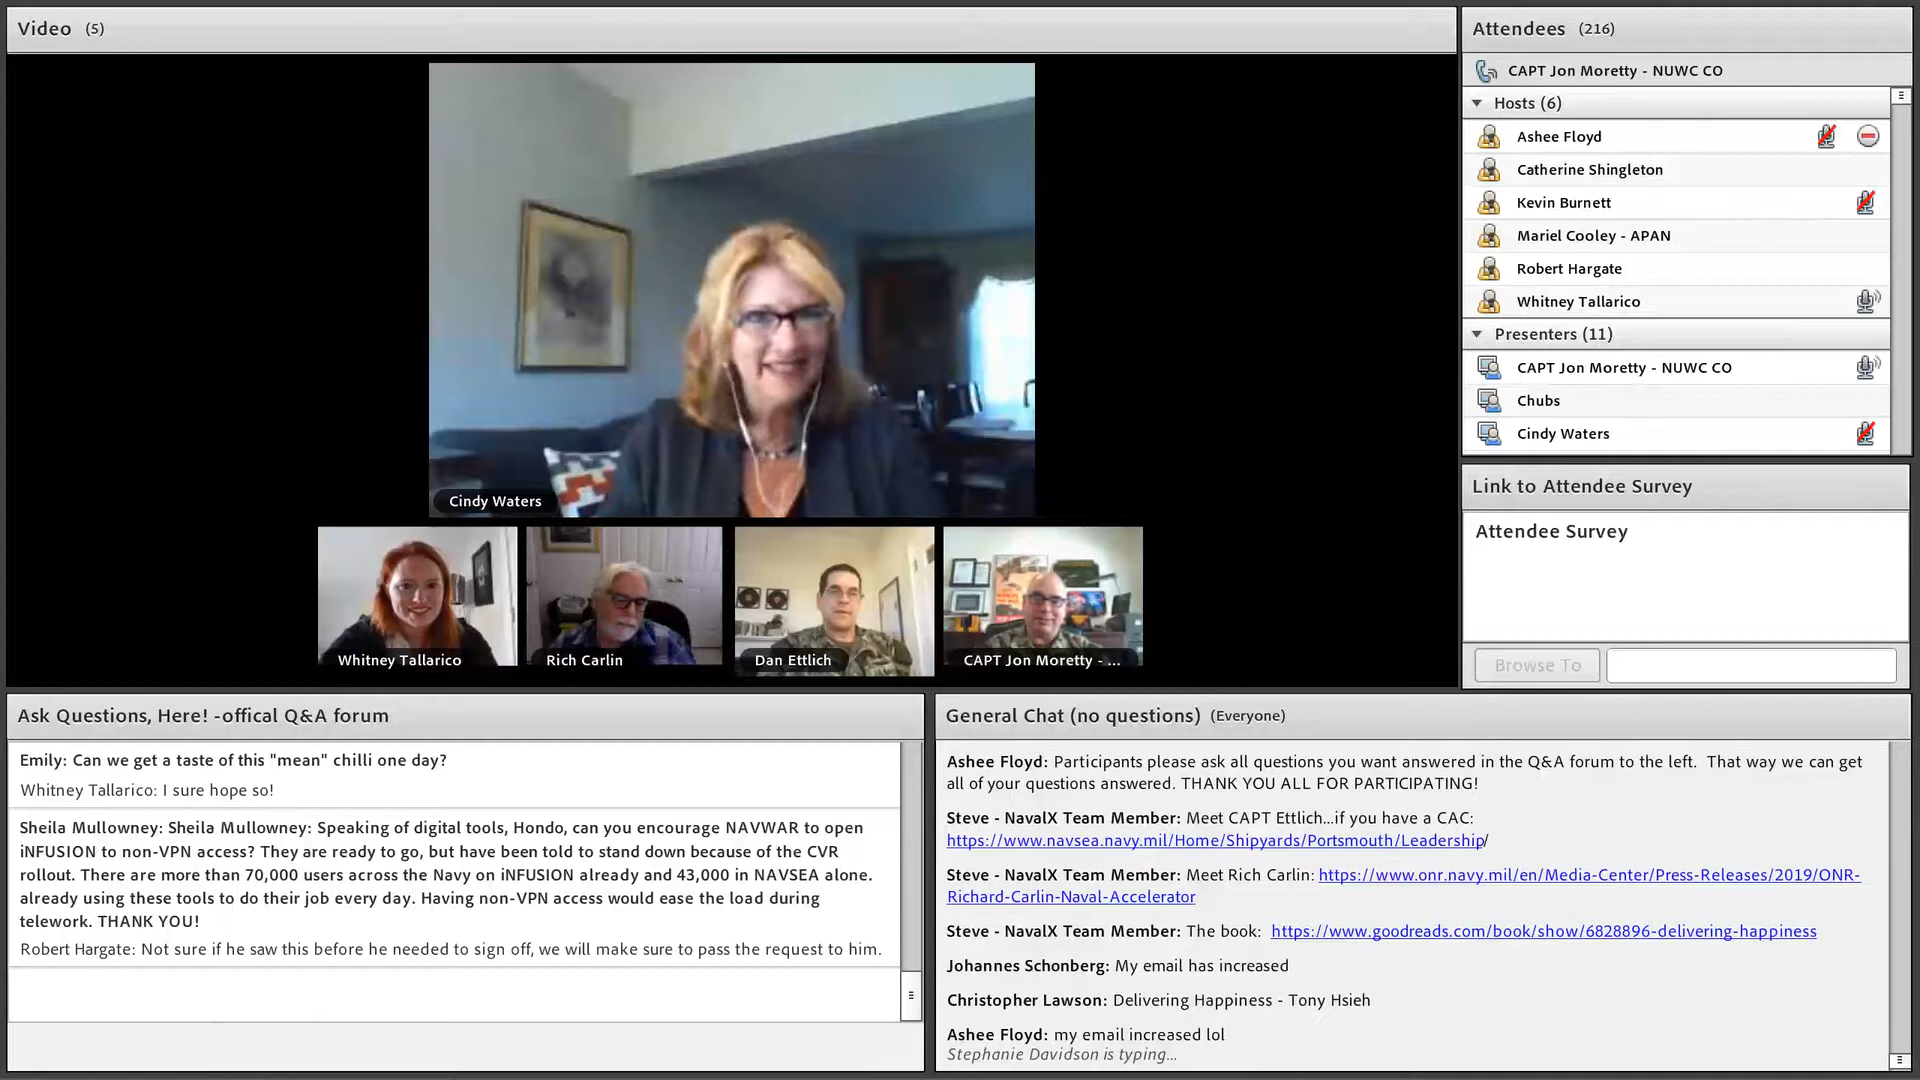 Video (5)
Cindy Waters
Whitney Tallarico
Rich Carlin
Dan Ettlich
CAPT Jon Moretty - ...
Attendees (216)
CAPT Jon Moretty - NUWC CO
Hosts (6)
Ashee Floyd
Catherine Shingleton
Kevin Burnett
Mariel Cooley - APAN
Robert Hargate
Whitney Tallarico
Presenters (11)
CAPT Jon Moretty - NUWC CO
Chubs
Cindy Waters
Link to Attendee Survey
Attendee Survey
Browse To
Ask Questions, Here! -offical Q&A forum
Emily: Can we get a taste of this "mean" chilli one day?
Whitney Tallarico: I sure hope so!
Sheila Mullowney: Sheila Mullowney: Speaking of digital tools, Hondo, can you encourage NAVWAR to open
iNFUSION to non-VPN access? They are ready to go, but have been told to stand down because of the CVR
rollout. There are more than 70,000 users across the Navy on iNFUSION already and 43,000 in NAVSEA alone.
already using these tools to do their job every day. Having non-VPN access would ease the load during
telework. THANK YOU!
Robert Hargate: Not sure if he saw this before he needed to sign off, we will make sure to pass the request to him.
General Chat (no questions) (Everyone)
Ashee Floyd: Participants please ask all questions you want answered in the Q&A forum to the left.  That way we can get
all of your questions answered. THANK YOU ALL FOR PARTICIPATING!
Steve - NavalX Team Member: Meet CAPT Ettlich...if you have a CAC:
https://www.navsea.navy.mil/Home/Shipyards/Portsmouth/Leadership/
Steve - NavalX Team Member: Meet Rich Carlin: https://www.onr.navy.mil/en/Media-Center/Press-Releases/2019/ONR-
Richard-Carlin-Naval-Accelerator
Steve - NavalX Team Member: The book:  https://www.goodreads.com/book/show/6828896-delivering-happiness
Johannes Schonberg: My email has increased
Christopher Lawson: Delivering Happiness - Tony Hsieh
Ashee Floyd: my email increased lol
Stephanie Davidson is typing...